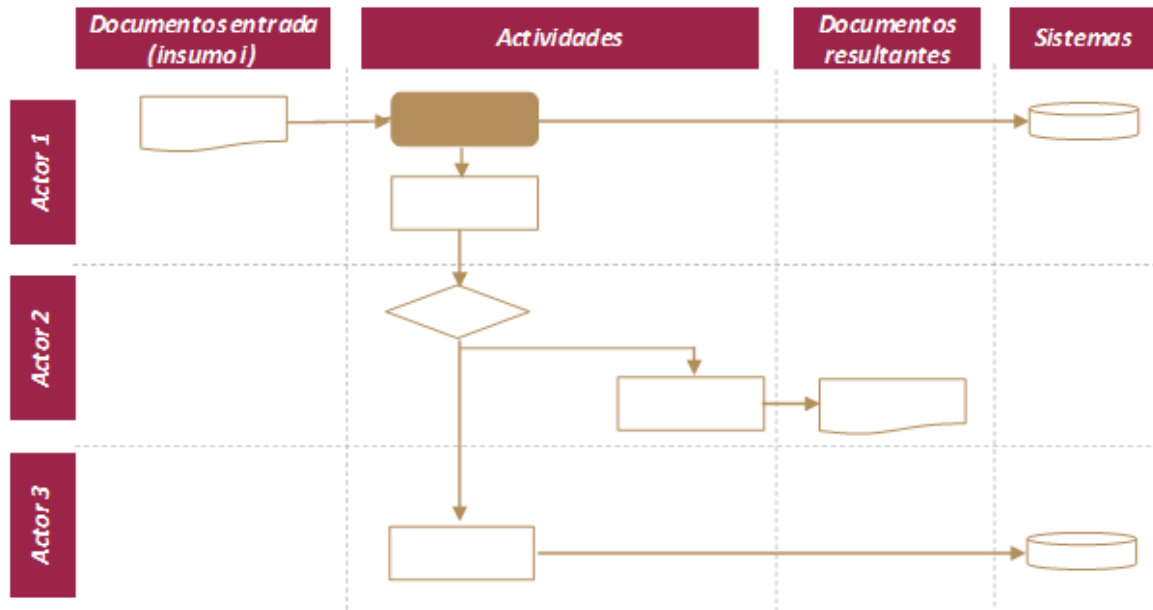 Documentos entrada
(insumo i)
Actividades
Documentos
resultantes
Sistemas
Actor 1
Actor 2
Actor 3